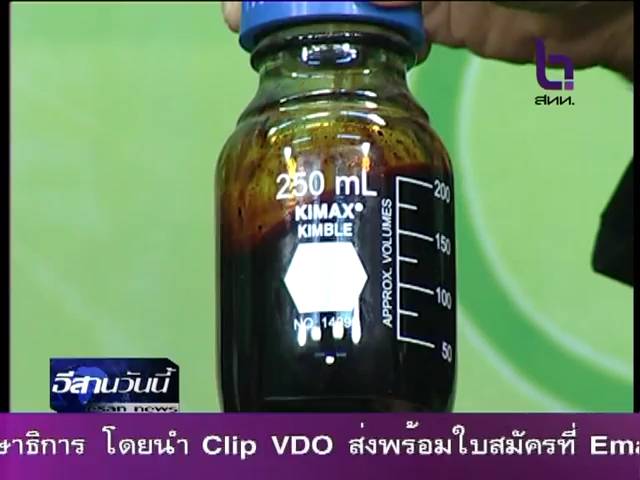 สทท.
250 mL
KIMAX®
KIMBLE
APPROX. VOLUMES
200
150
100
50
อีสานวันนี้
esan news
ษาธิการ โดยนำ Clip VDO ส่งพร้อมใบสมัครที่ Ema